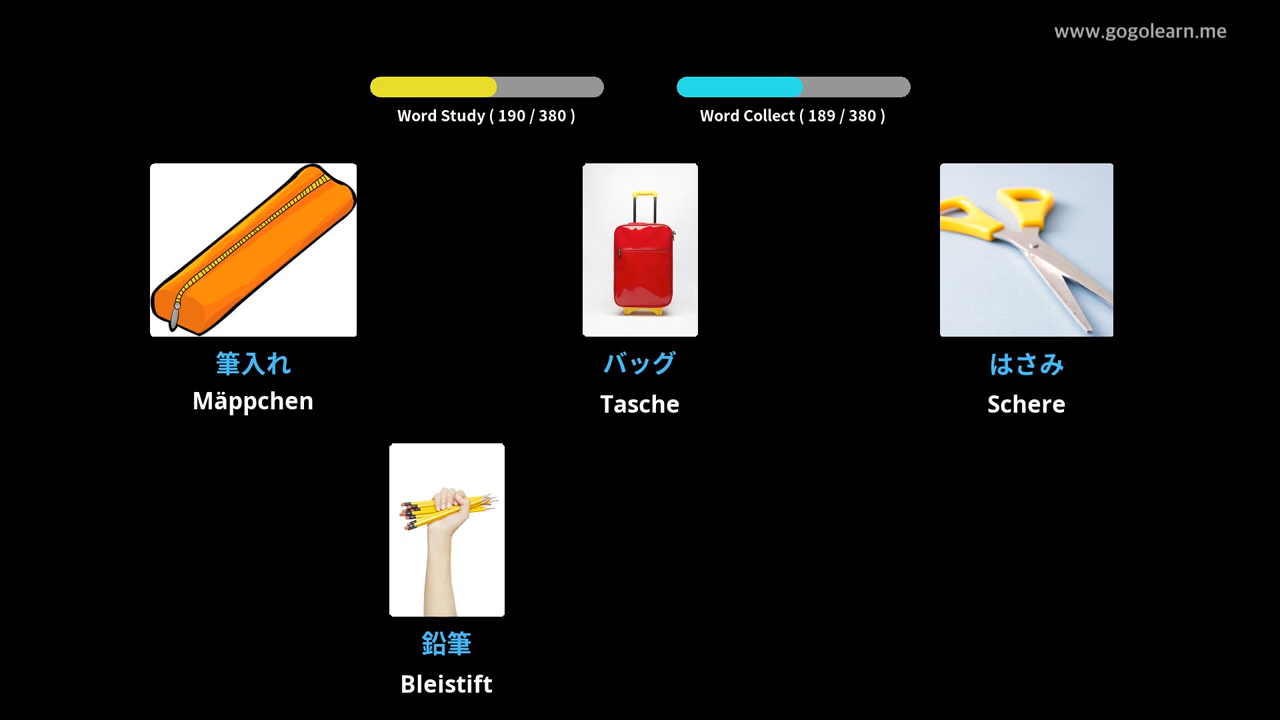 www.gogolearn.me
Word Study ( 190 / 380 )
Word Collect ( 189 / 380 )
筆入れ
Mäppchen
バッグ
Tasche
はさみ
Schere
鉛筆
Bleistift